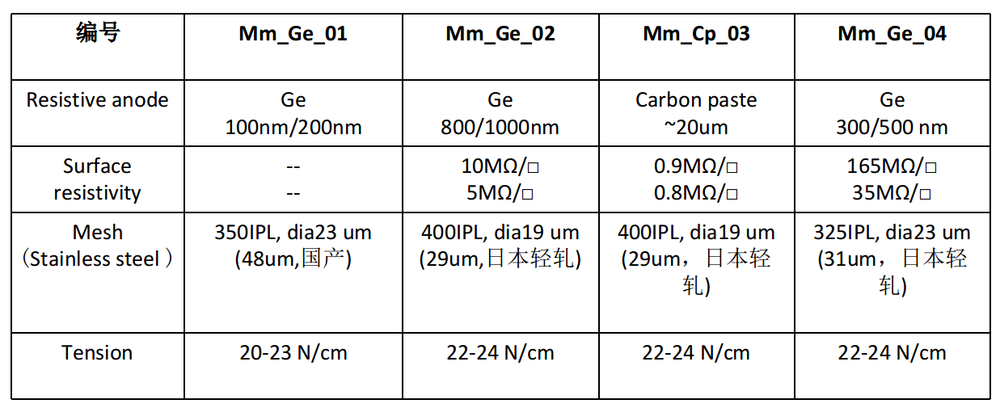 编号 Mm_Ge_01 Mm_Ge_02 Mm_Cp_03 Mm_Ge_04
Resistive anode Ge Ge Carbon paste Ge
100nm/200nm 800/1000nm ~20um 300/500 nm
Surface -- 10MΩ/□ 0.9MΩ/□ 165MΩ/□
resistivity -- 5MΩ/□ 0.8MΩ/□ 35MΩ/□
Mesh 350IPL, dia23 um 400IPL, dia19 um 400IPL, dia19 um 325IPL, dia23 um
（Stainless steel ） (48um,国产) (29um,日本轻轧) (29um，日本轻 (31um，日本轻
轧) 轧)
Tension 20-23 N/cm 22-24 N/cm 22-24 N/cm 22-24 N/cm